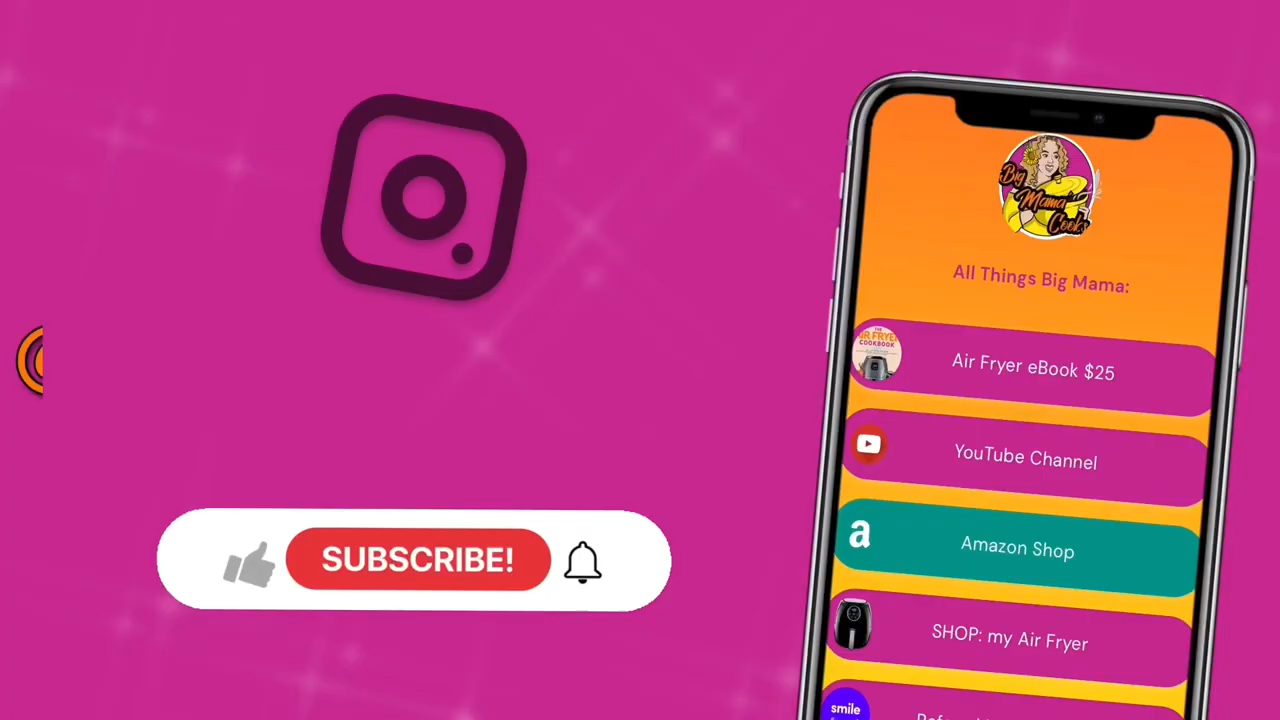 Big
Mama
Cooks
All Things Big Mama:
THE
AIR FRYER
COOKBOOK
Air Fryer eBook $25
YouTube Channel
a
Amazon Shop
SHOP: my Air Fryer
smile
SUBSCRIBE!